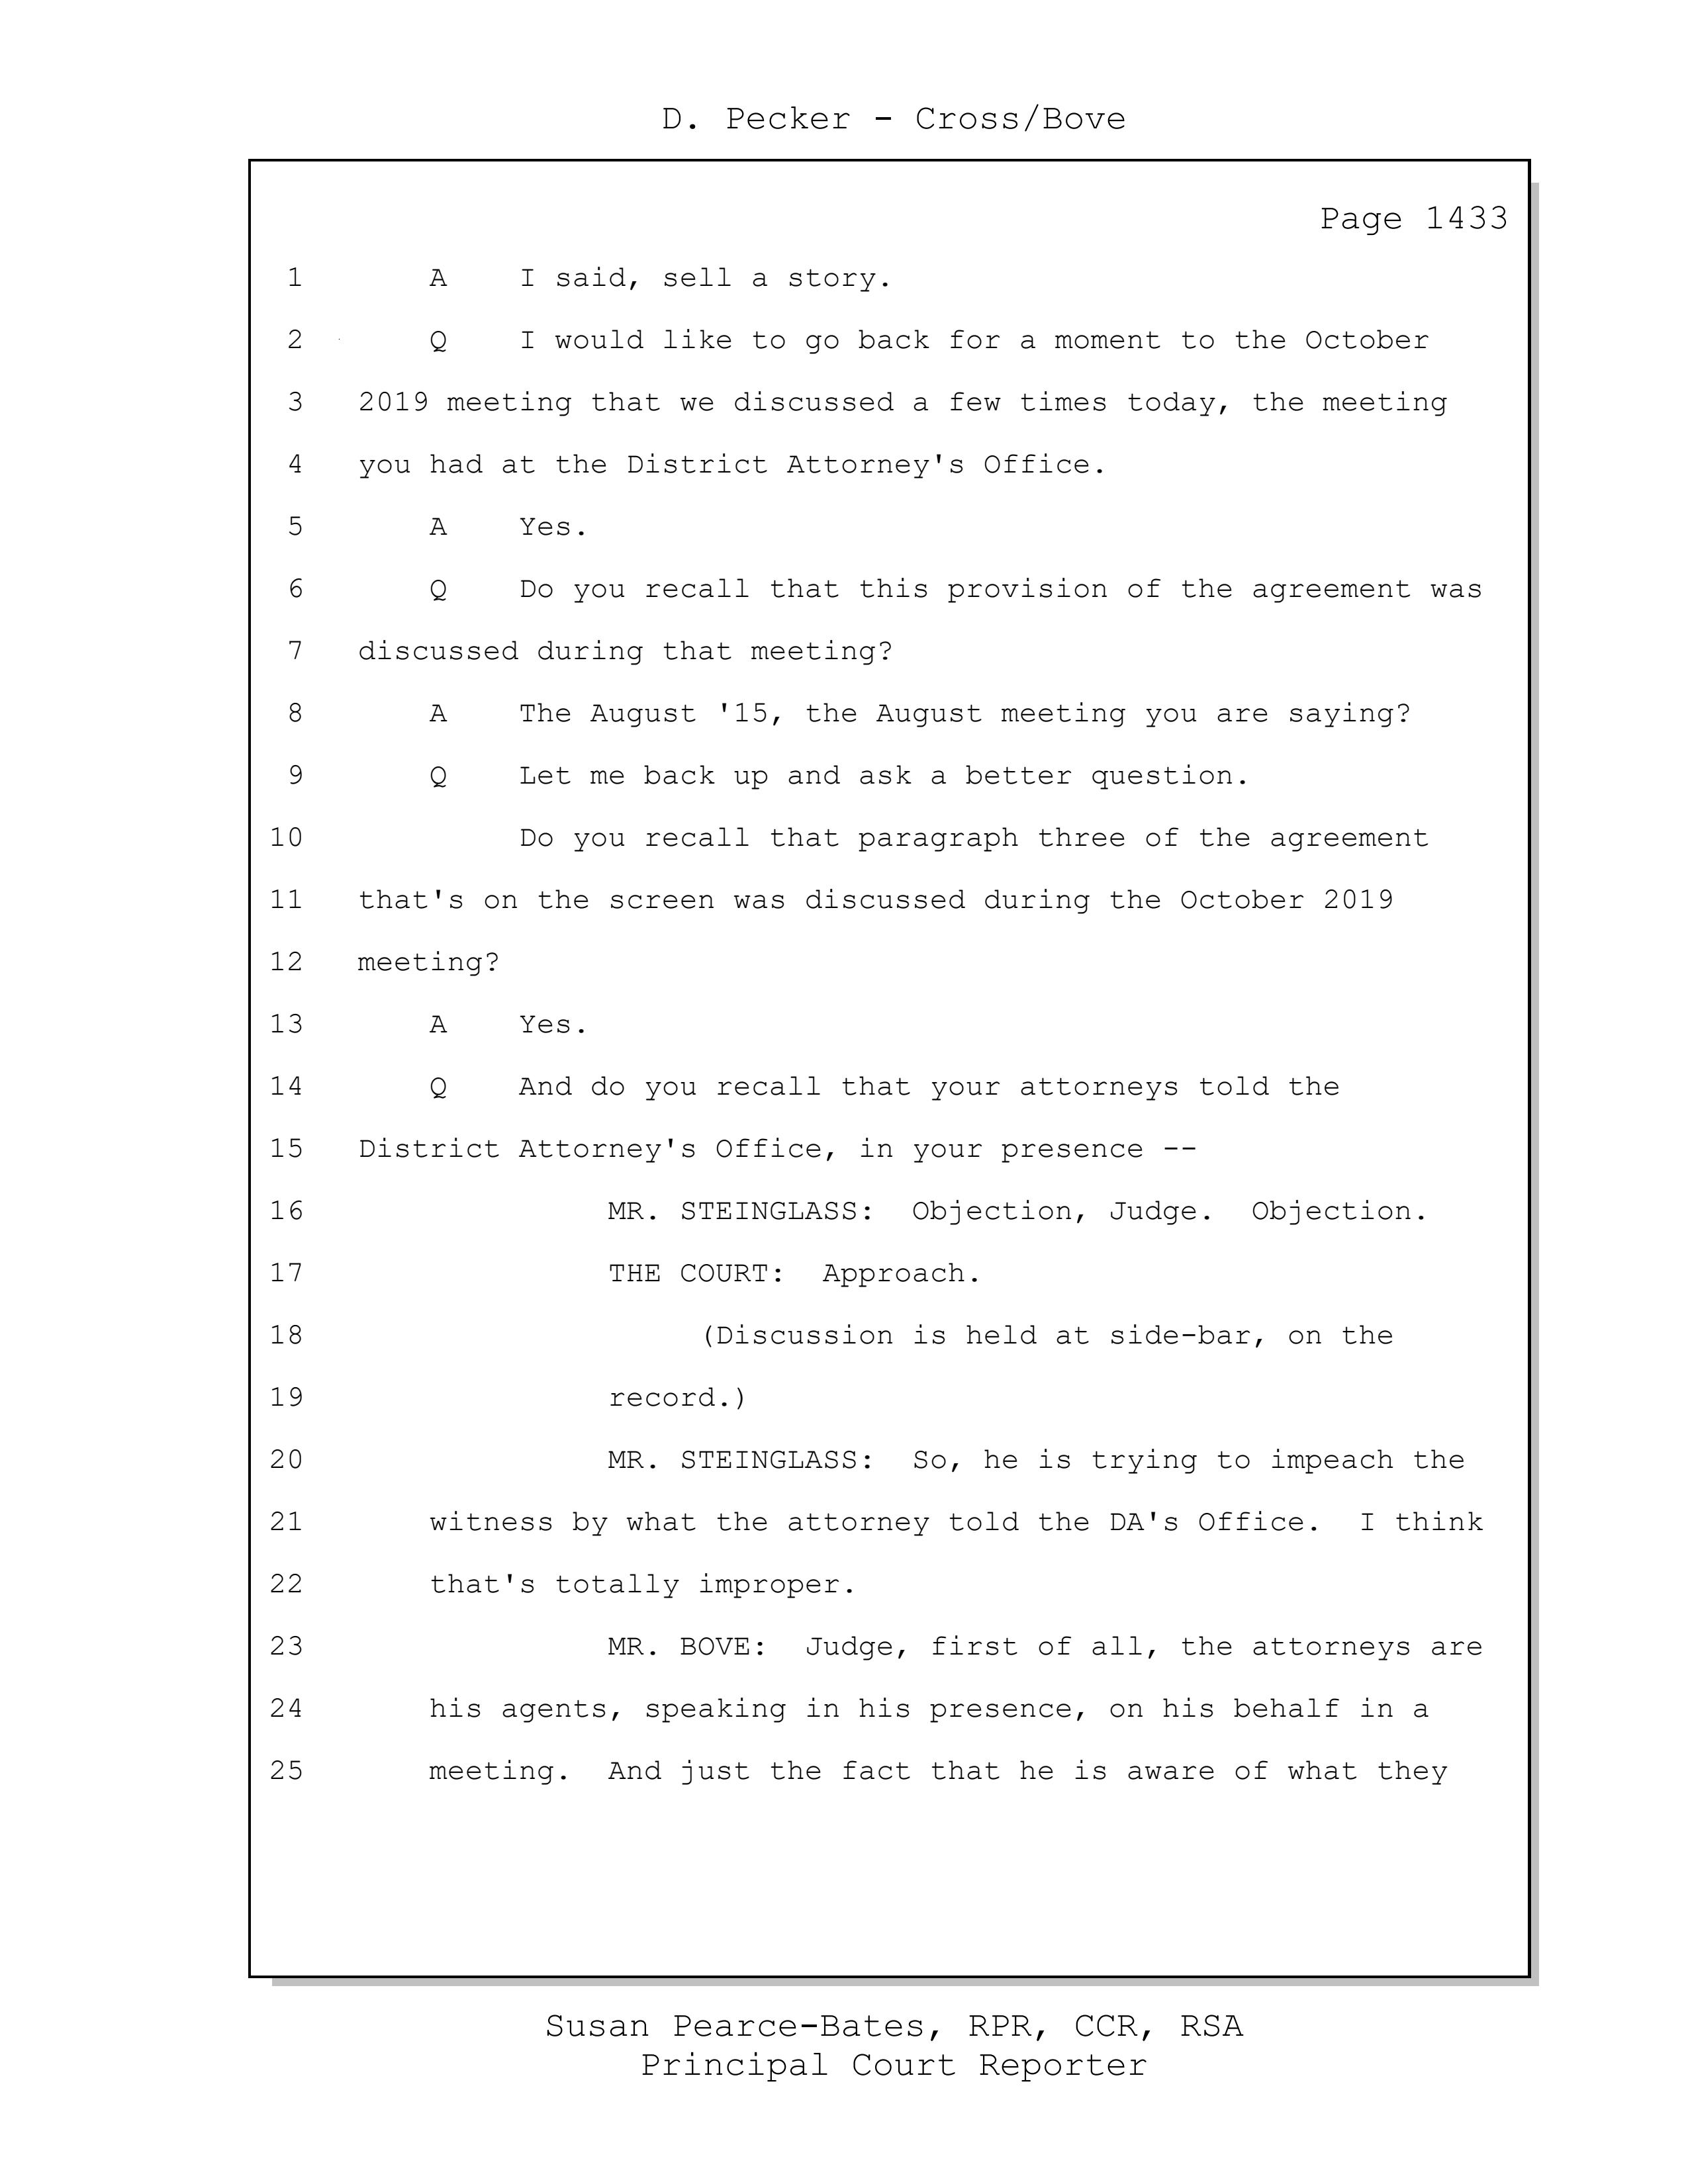 D. Pecker - Cross/Bove
Page 1433
1 A I said, sell a story.
2 Q I would like to go back for a moment to the October
3 2019 meeting that we discussed a few times today, the meeting
4 you had at the District Attorney's Office.
5 A Yes.
6 Q Do you recall that this provision of the agreement was
7 discussed during that meeting?
8 A The August '15, the August meeting you are saying?
9 Q Let me back up and ask a better question.
10 Do you recall that paragraph three of the agreement
11 that's on the screen was discussed during the October 2019
12 meeting?
13 A Yes.
14 Q And do you recall that your attorneys told the
15 District Attorney's Office, in your presence --
16 MR. STEINGLASS: Objection, Judge. Objection.
17 THE COURT: Approach.
18 (Discussion is held at side-bar, on the
19 record.)
20 MR. STEINGLASS: So, he is trying to impeach the
21 witness by what the attorney told the DA's Office. I think
22 that's totally improper.
23 MR. BOVE: Judge, first of all, the attorneys are
24 his agents, speaking in his presence, on his behalf in a
25 meeting. And just the fact that he is aware of what they
Susan Pearce-Bates, RPR, CCR, RSA
Principal Court Reporter